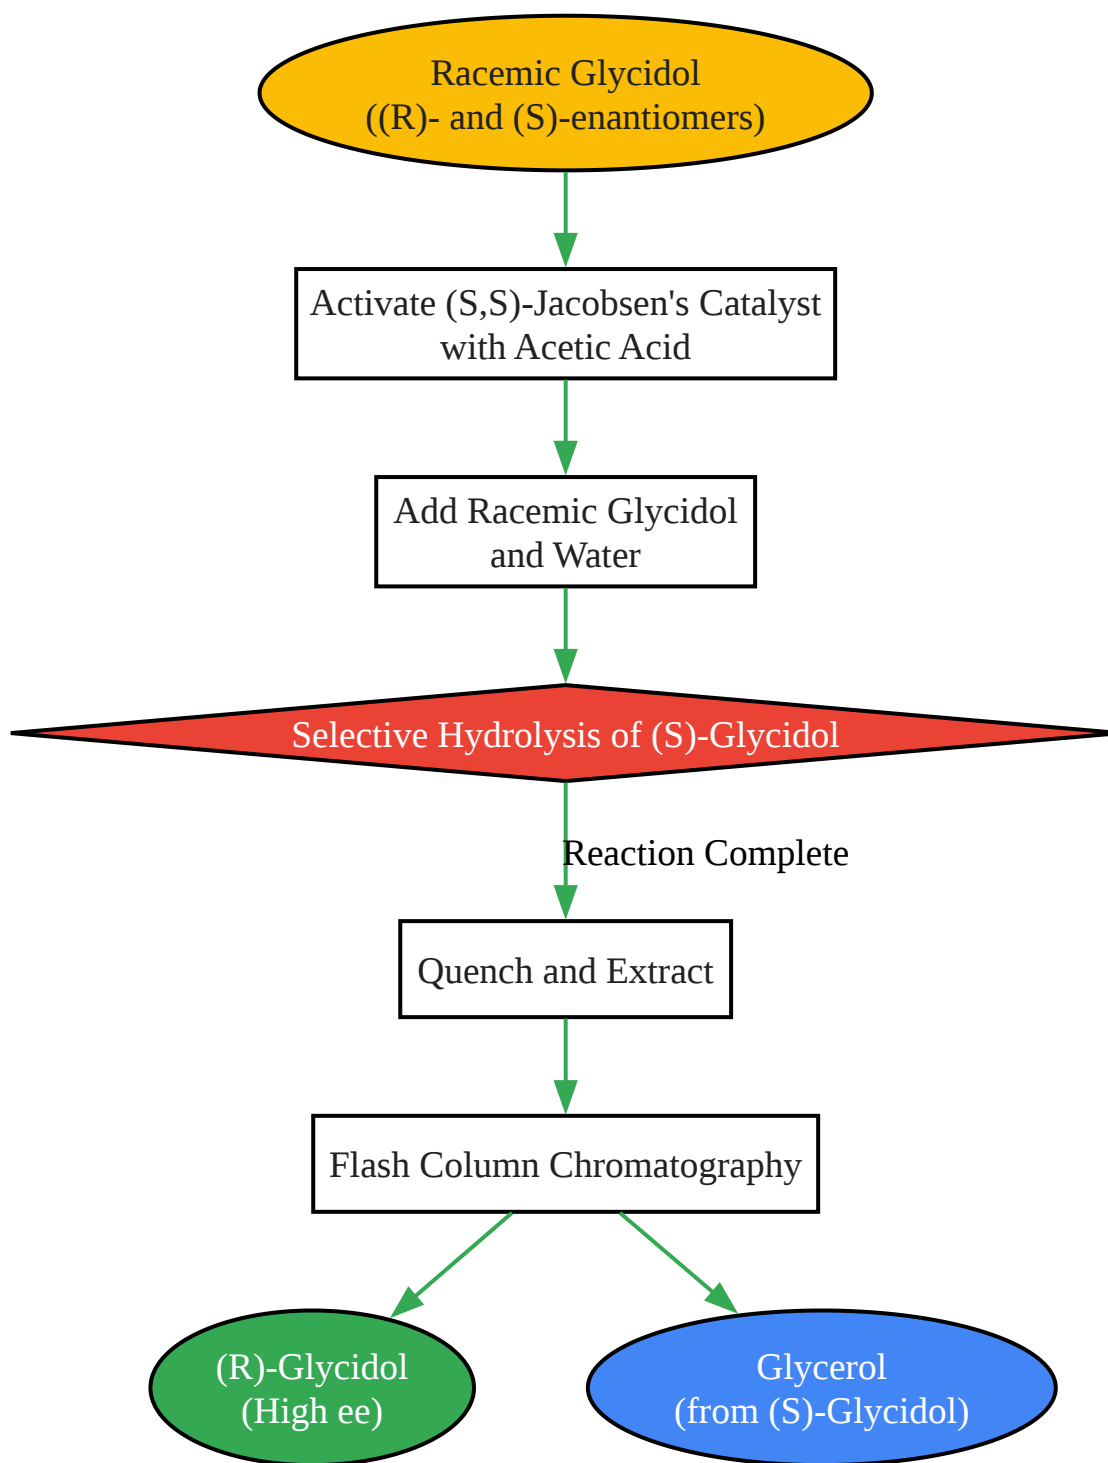 Racemic Glycidol
((R)- and (S)-enantiomers)
Activate (S,S)-Jacobsen's Catalyst
with Acetic Acid
Add Racemic Glycidol
and Water
Selective Hydrolysis of (S)-Glycidol
Reaction Complete
Quench and Extract
Flash Column Chromatography
(R)-Glycidol
(High ee)
Glycerol
(from (S)-Glycidol)